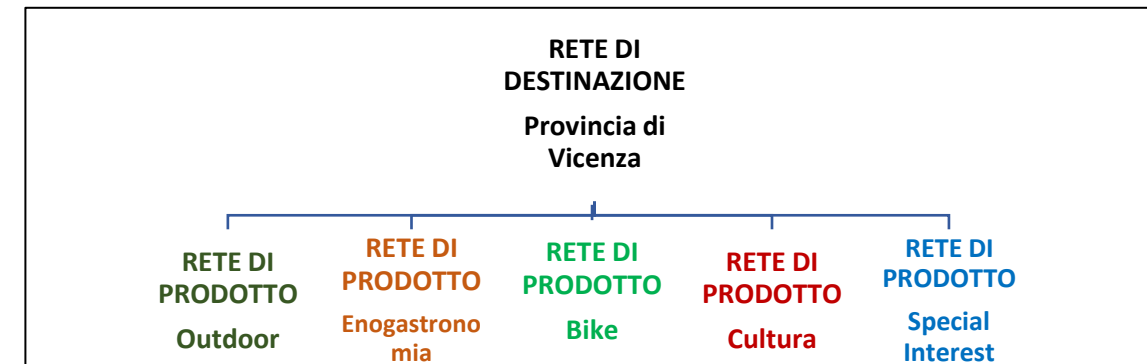 RETE DI
DESTINAZIONE
Provincia di
Vicenza
RETE DI
PRODOTTO
Outdoor
RETE DI
PRODOTTO
Enogastrono
mia
RETE DI
PRODOTTO
Bike
RETE DI
PRODOTTO
Cultura
RETE DI
PRODOTTO
Special
Interest